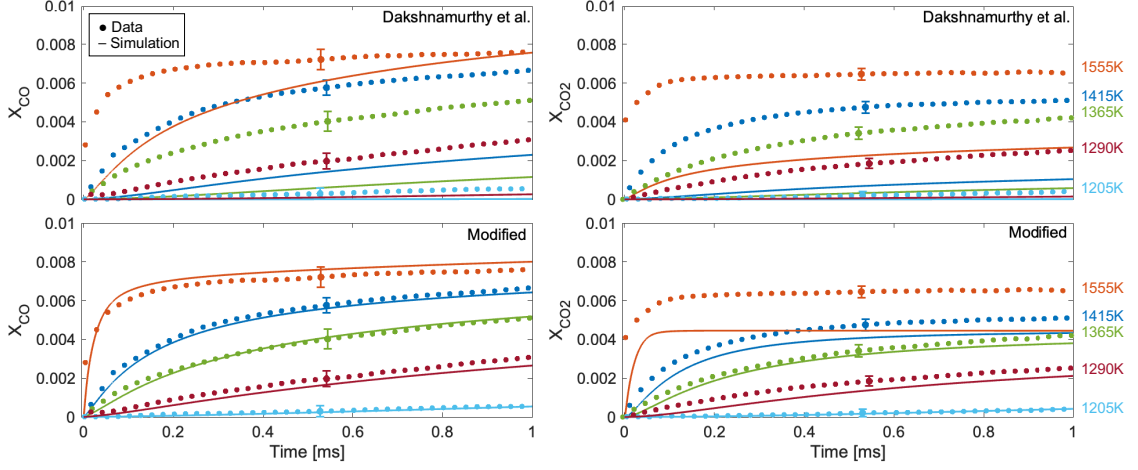 0.01
Dakshnamurthy et al.
Data
Simulation
0.008
0.006
0.004
0.002
0
X_CO
0.01
Dakshnamurthy et al.
0.008
0.006
0.004
0.002
0
X_CO2
1555K
1415K
1365K
1290K
1205K
0.01
Modified
0.008
0.006
0.004
0.002
0
X_CO
0 0.2 0.4 0.6 0.8 1
Time [ms]
0.01
Modified
0.008
0.006
0.004
0.002
0
X_CO2
1555K
1415K
1365K
1290K
1205K
0 0.2 0.4 0.6 0.8 1
Time [ms]